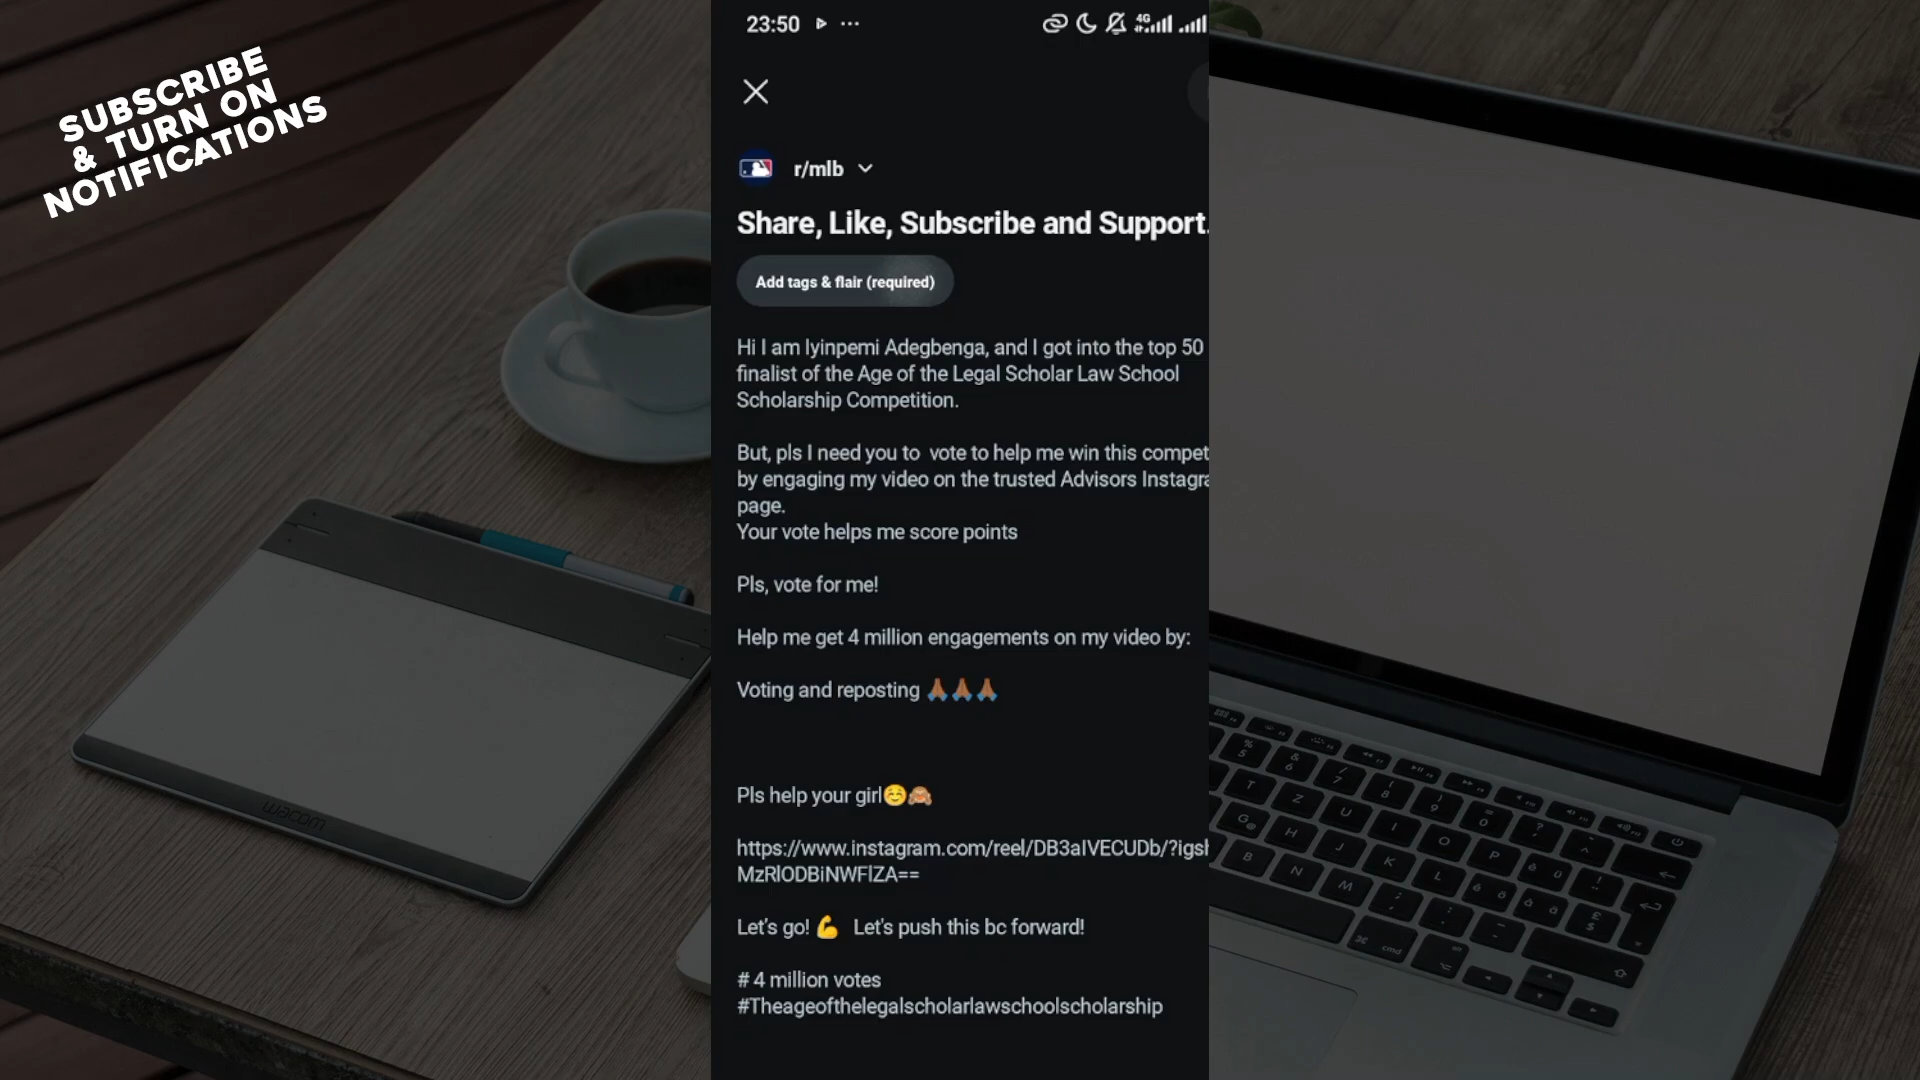 SUBSCRIBE
& TURN ON
NOTIFICATIONS
23:50
4G
r/mlb
Share, Like, Subscribe and Support.
Add tags & flair (required)
Hi I am Iyinpemi Adegbenga, and I got into the top 50
finalist of the Age of the Legal Scholar Law School
Scholarship Competition.
But, pls I need you to vote to help me win this compet
by engaging my video on the trusted Advisors Instagra
page.
Your vote helps me score points
Pls, vote for me!
Help me get 4 million engagements on my video by:
Voting and reposting 🙏🏾🙏🏾🙏🏾
Pls help your girl☺️🙈
https://www.instagram.com/reel/DB3aIVECUDb/?igsh
MzRlODBiNWFlZA==
Let's go! 💪 Let's push this bc forward!
# 4 million votes
#Theageofthelegalscholarlawschoolscholarship
wacom